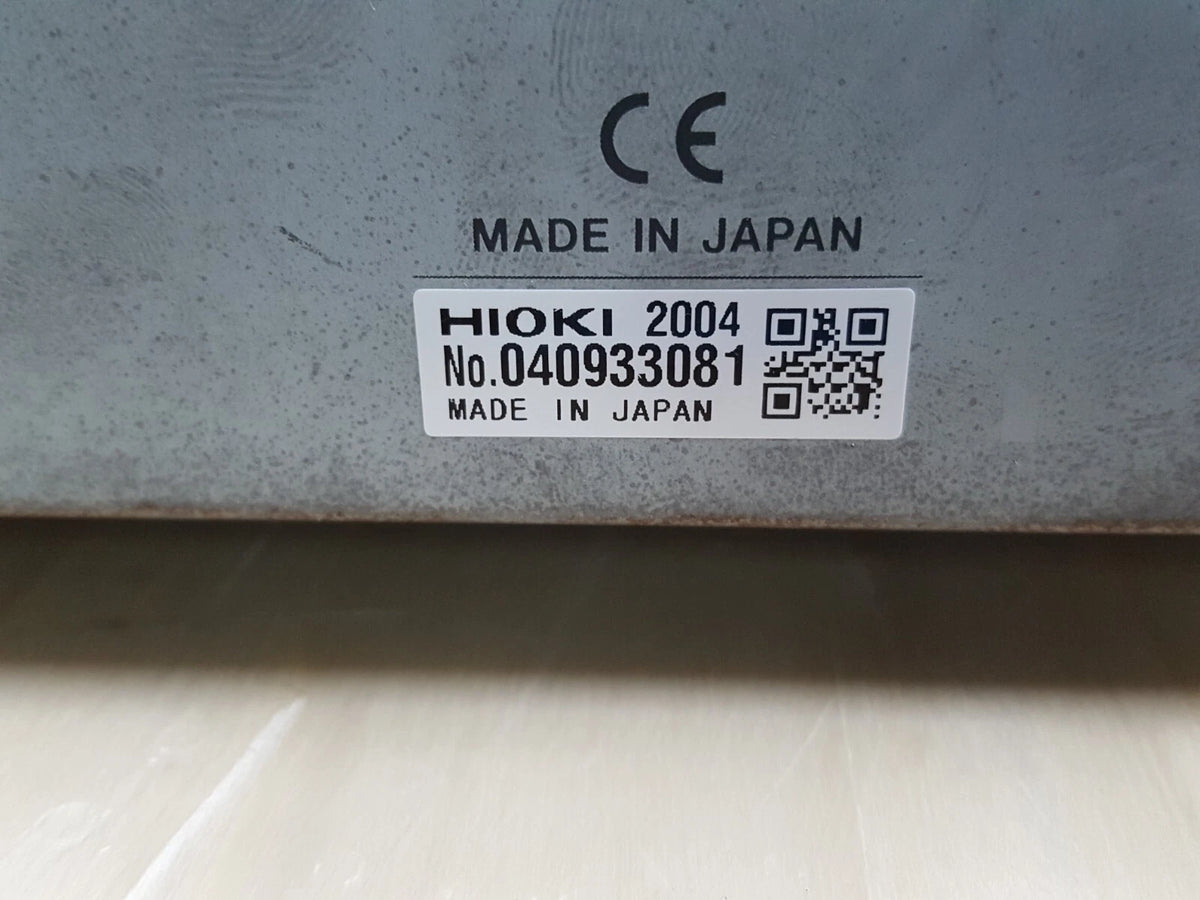 CE
MADE IN JAPAN
HIOKI 2004
No.040933081
MADE IN JAPAN